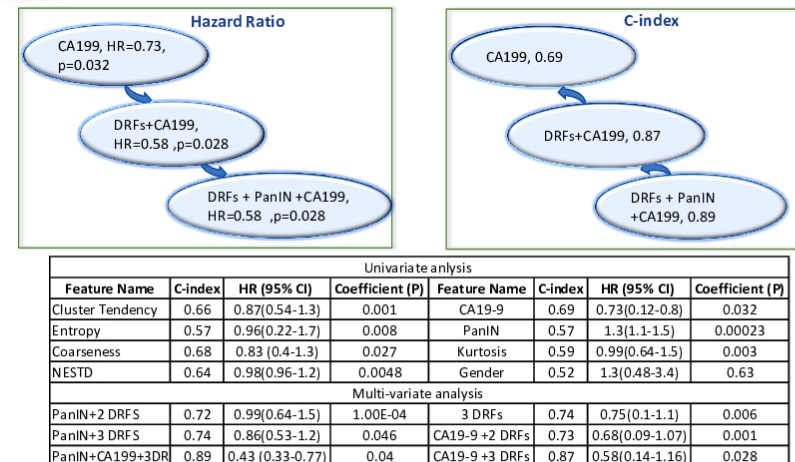 Hazard Ratio
CA199, HR=0.73,
p=0.032
DRFs+CA199,
HR=0.58 ,p=0.028
DRFs + PanIN +CA199,
HR=0.58 ,p=0.028
C-index
CA199, 0.69
DRFs+CA199, 0.87
DRFs + PanIN
+CA199, 0.89
Univariate anlysis
Feature Name C-index HR (95% CI) Coefficient (P) Feature Name C-index HR (95% CI) Coefficient (P)
Cluster Tendency 0.66 0.87(0.54-1.3) 0.001 CA19-9 0.69 0.73(0.12-0.8) 0.032
Entropy 0.57 0.96(0.22-1.7) 0.008 PanIN 0.57 1.3(1.1-1.5) 0.00023
Coarseness 0.68 0.83 (0.4-1.3) 0.027 Kurtosis 0.59 0.99(0.64-1.5) 0.003
NESTD 0.64 0.98(0.96-1.2) 0.0048 Gender 0.52 1.3(0.48-3.4) 0.63
Multi-variate analysis
PanIN+2 DRFS 0.72 0.99(0.64-1.5) 1.00E-04 3 DRFs 0.74 0.75(0.1-1.1) 0.006
PanIN+3 DRFS 0.74 0.86(0.53-1.2) 0.046 CA19-9 +2 DRFs 0.73 0.68(0.09-1.07) 0.001
PanIN+CA199+3DR 0.89 0.43 (0.33-0.77) 0.04 CA19-9 +3 DRFs 0.87 0.58(0.14-1.16) 0.028